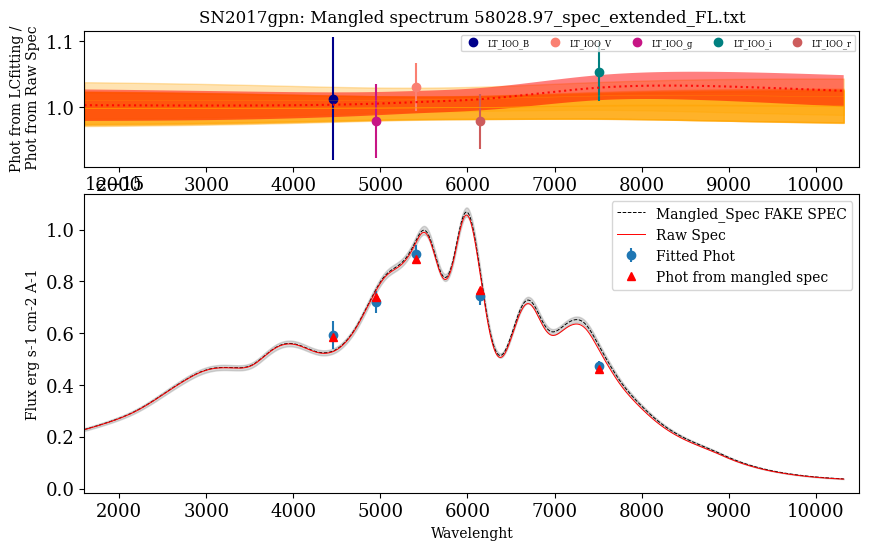 SN2017gpn: Mangled spectrum 58028.97_spec_extended_FL.txt
Phot from LCfitting /
Phot from Raw Spec
1.1
1.0
LT_IOO_B
LT_IOO_V
LT_IOO_g
LT_IOO_i
LT_IOO_r
2000 3000 4000 5000 6000 7000 8000 9000 10000
1e−15
Flux erg s-1 cm-2 A-1
1.0
0.8
0.6
0.4
0.2
0.0
Mangled_Spec FAKE SPEC
Raw Spec
Fitted Phot
Phot from mangled spec
2000 3000 4000 5000 6000 7000 8000 9000 10000
Wavelenght